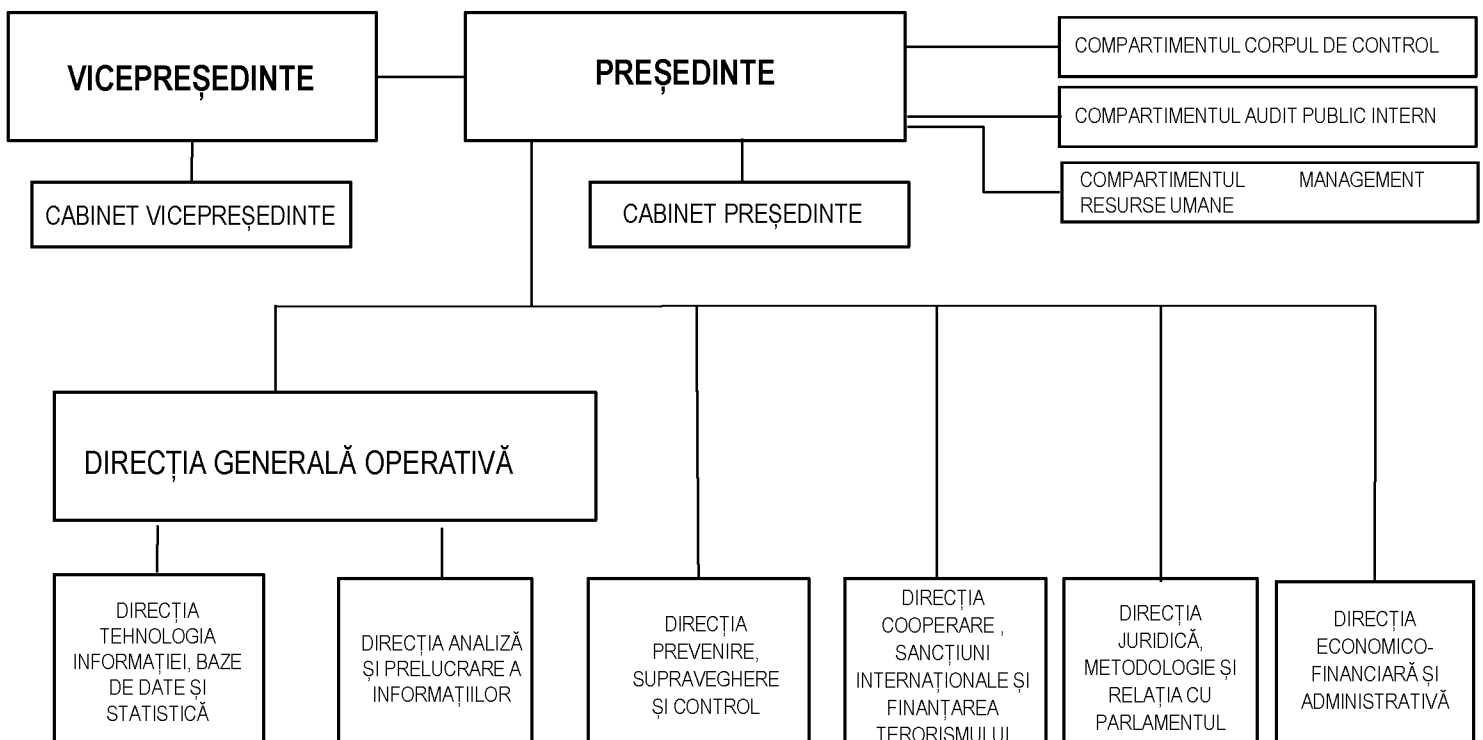 VICEPREȘEDINTE
PREȘEDINTE
COMPARTIMENTUL CORPUL DE CONTROL
COMPARTIMENTUL AUDIT PUBLIC INTERN
COMPARTIMENTUL MANAGEMENT
RESURSE UMANE
CABINET VICEPREȘEDINTE
CABINET PREȘEDINTE
DIRECȚIA GENERALĂ OPERATIVĂ
DIRECȚIA
TEHNOLOGIA
INFORMAȚIEI, BAZE
DE DATE ȘI
STATISTICĂ
DIRECȚIA ANALIZĂ
ȘI PRELUCRARE A
INFORMAȚIILOR
DIRECȚIA
PREVENIRE,
SUPRAVEGHERE
ȘI CONTROL
DIRECȚIA
COOPERARE ,
SANCȚIUNI
INTERNAȚIONALE ȘI
FINANȚAREA
TERORISMULUI
DIRECȚIA
JURIDICĂ,
METODOLOGIE ȘI
RELAȚIA CU
PARLAMENTUL
DIRECȚIA
ECONOMICO-
FINANCIARĂ ȘI
ADMINISTRATIVĂ